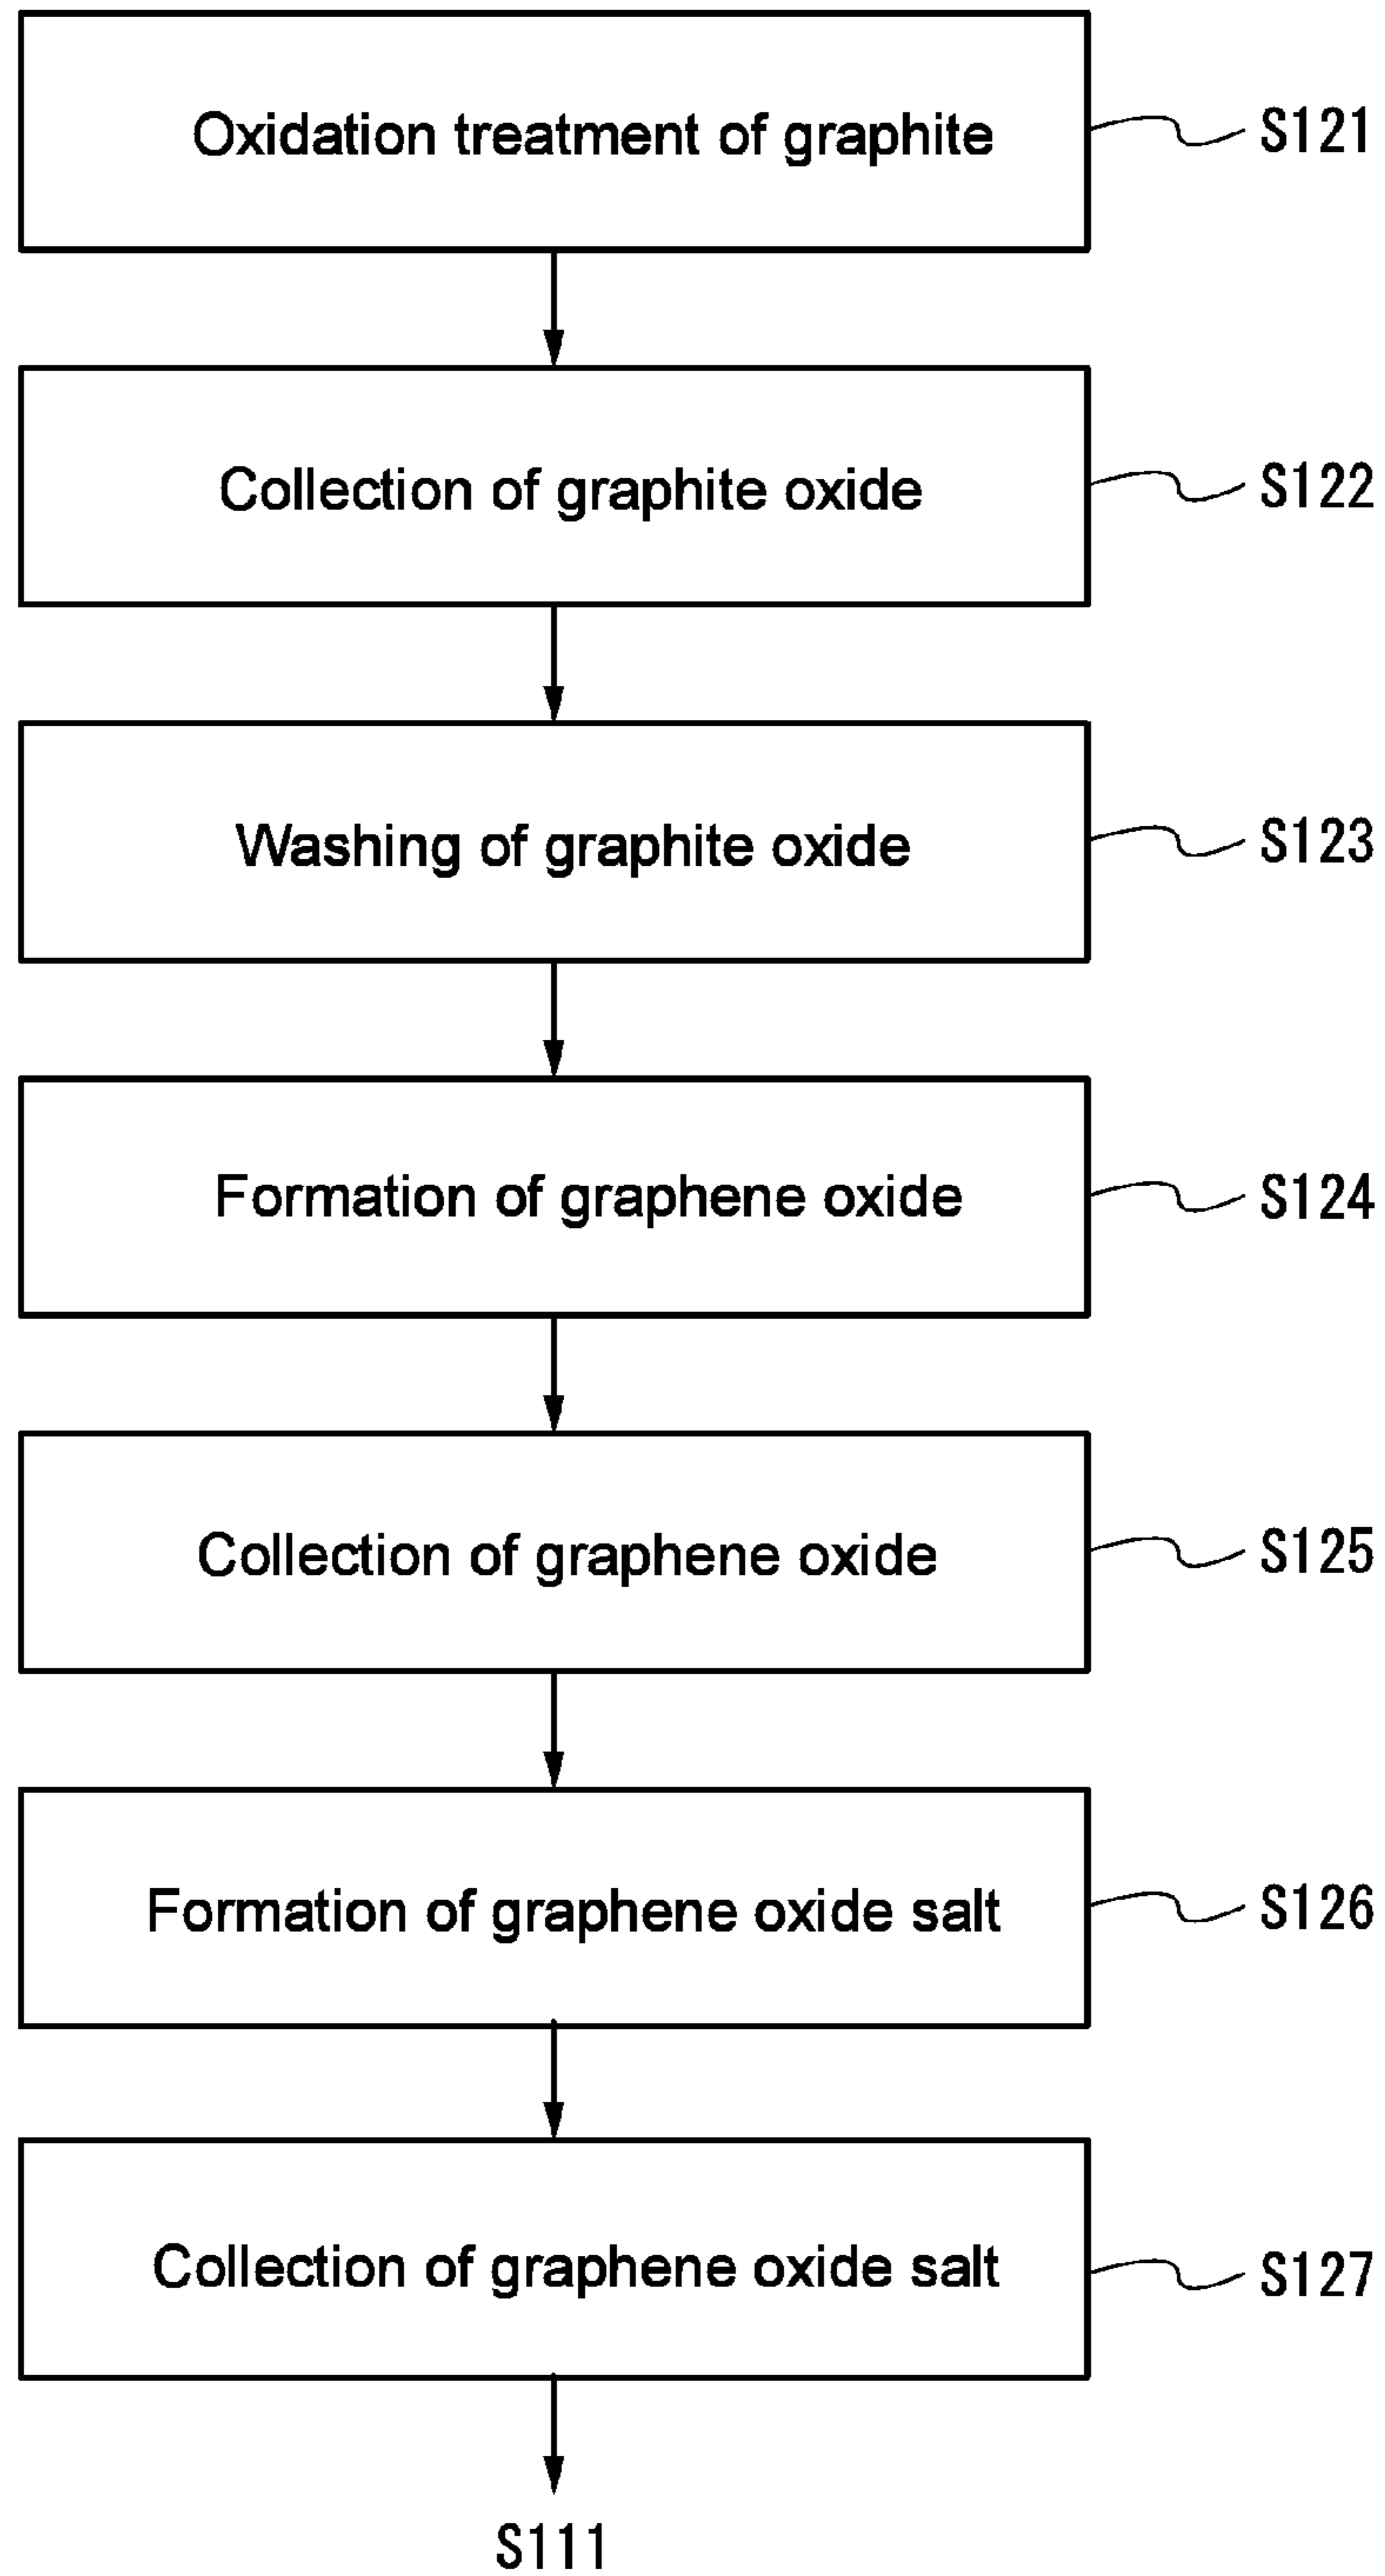 Oxidation treatment of graphite
S121
Collection of graphite oxide
S122
Washing of graphite oxide
S123
Formation of graphene oxide
S124
Collection of graphene oxide
S125
Formation of graphene oxide salt
S126
Collection of graphene oxide salt
S127
S111